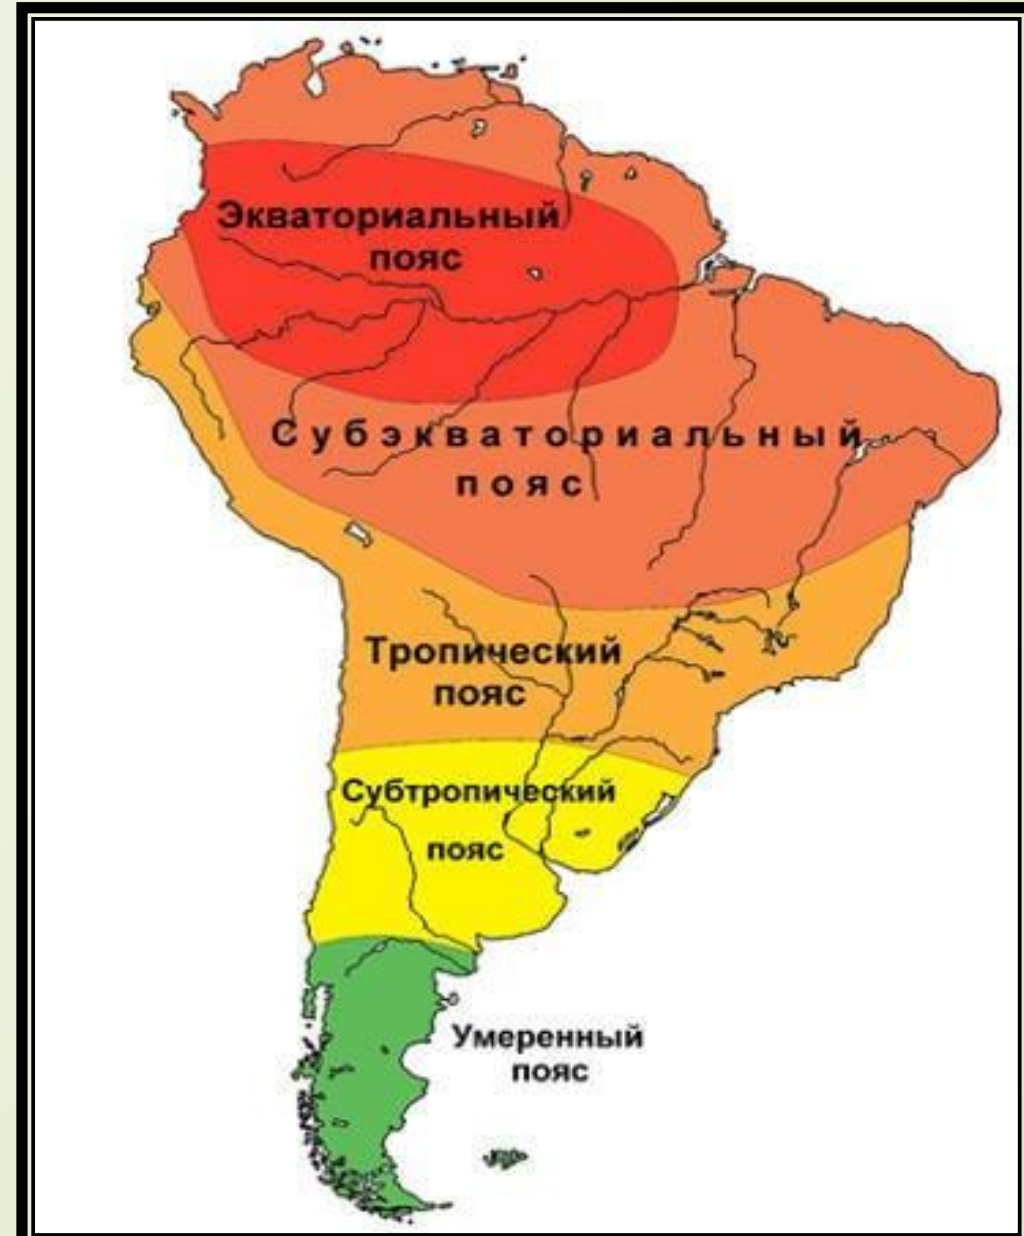 Экваториальный
пояс
Субэкваториальный
пояс
Тропический
пояс
Субтропический
пояс
Умеренный
пояс